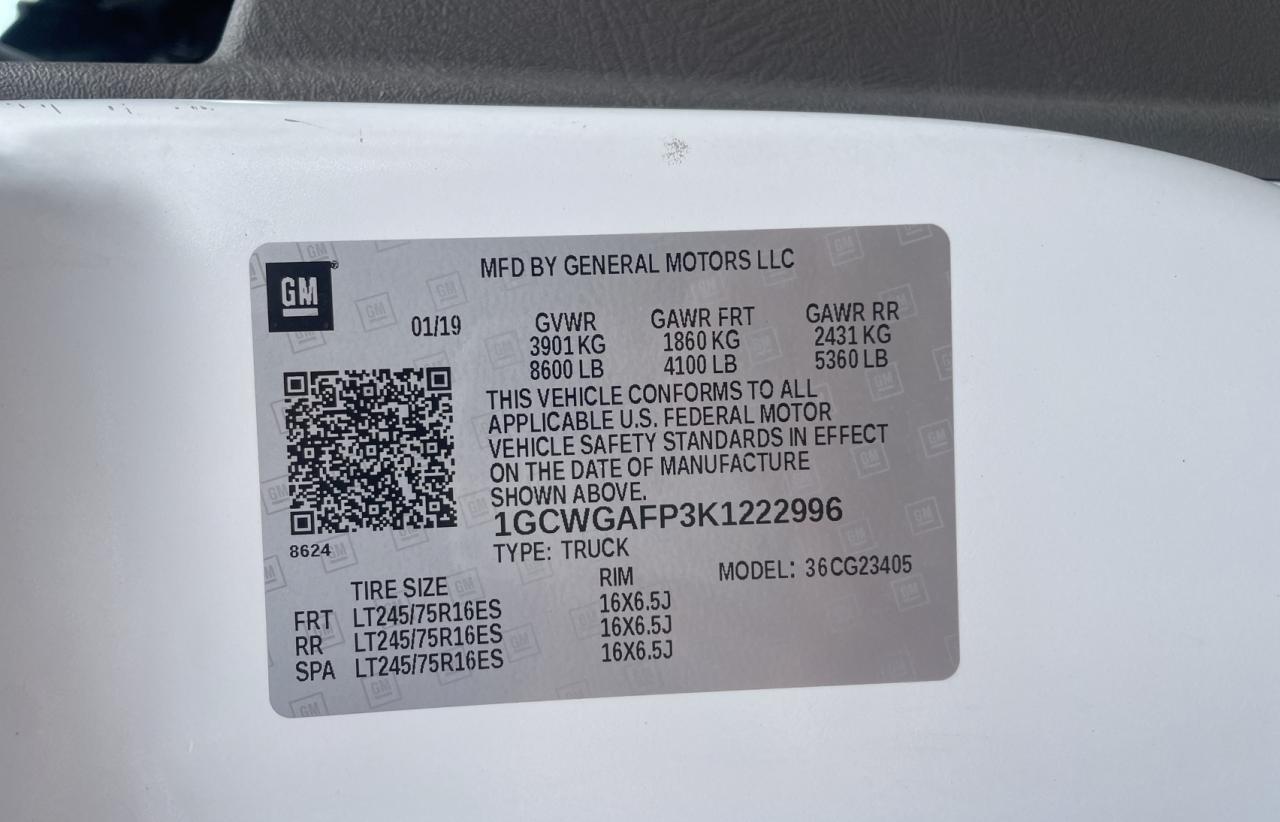 GM
MFD BY GENERAL MOTORS LLC
01/19
GVWR
3901 KG
8600 LB
GAWR FRT
1860 KG
4100 LB
GAWR RR
2431 KG
5360 LB
THIS VEHICLE CONFORMS TO ALL
APPLICABLE U.S. FEDERAL MOTOR
VEHICLE SAFETY STANDARDS IN EFFECT
ON THE DATE OF MANUFACTURE
SHOWN ABOVE.
1GCWGAFP3K1222996
8624
TYPE: TRUCK
MODEL: 36CG23405
TIRE SIZE RIM
FRT LT245/75R16ES 16X6.5J
RR LT245/75R16ES 16X6.5J
SPA LT245/75R16ES 16X6.5J